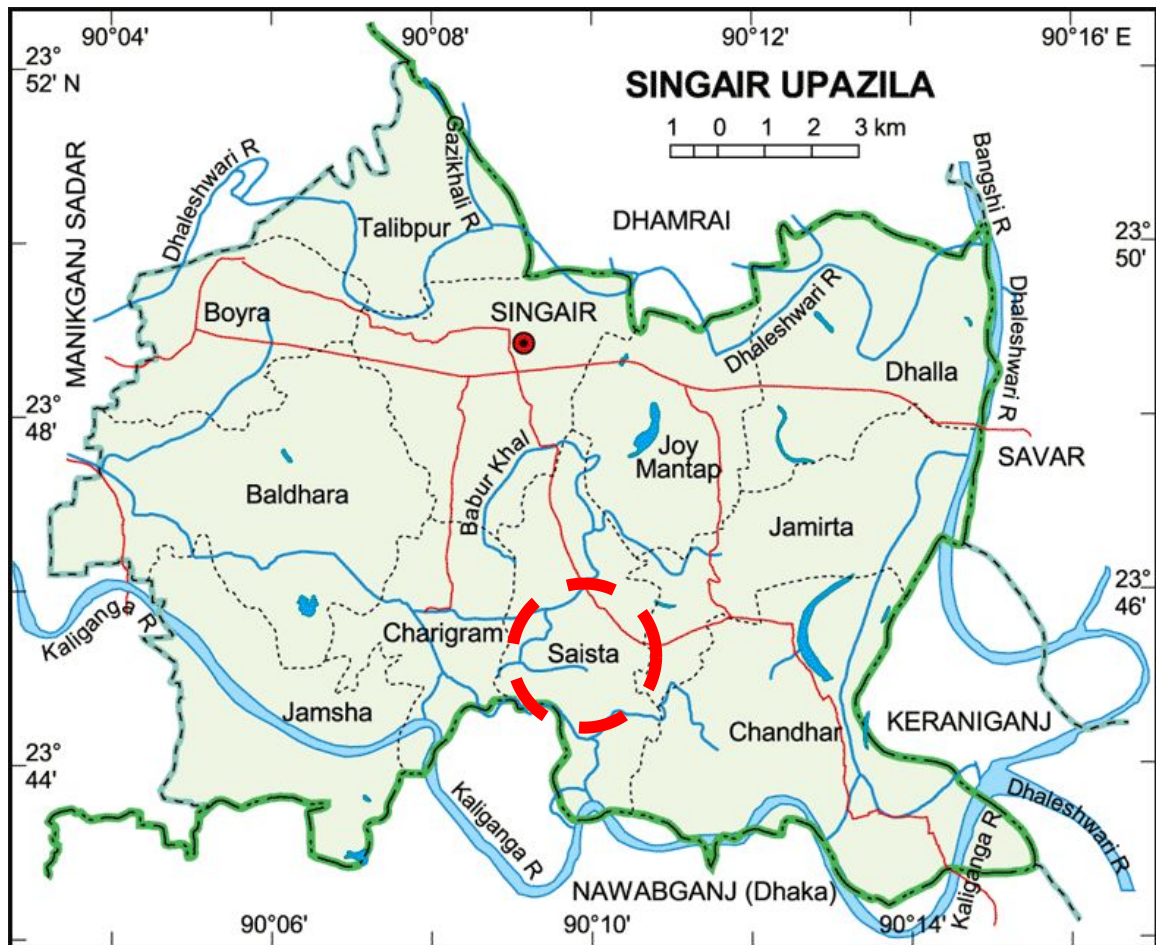 90°04'
90°08'
90°12'
90°16' E
23°
52' N
SINGAIR UPAZILA
1 0 1 2 3 km
MANIKGANJ SADAR
Dhaleshwari R
Gazikhali R
Bangshi R
Talibpur
DHAMRAI
23°
50'
Boyra
SINGAIR
Dhaleshwari R
Dhaleshwari R
Dhalla
23°
48'
Babur Khal
Joy
Mantap
SAVAR
Baldhara
Jamirta
23°
46'
Kaliganga R
Charigram
Saista
Jamsha
Chandhar
KERANIGANJ
23°
44'
Kaliganga R
Dhaleshwari R
Kaliganga R
NAWABGANJ (Dhaka)
90°06'
90°10'
90°14'